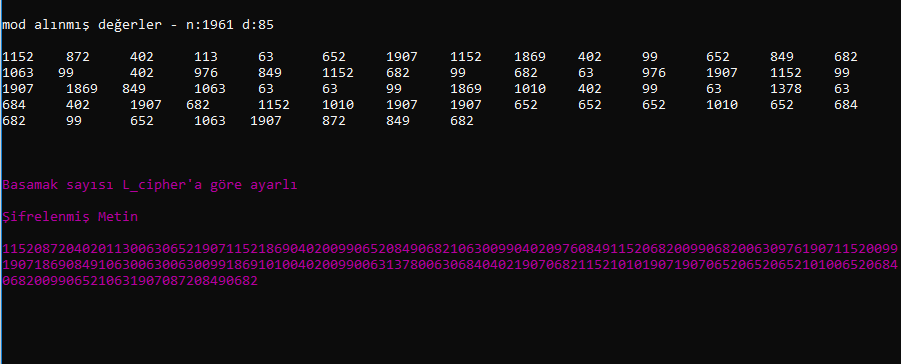 mod alınmış değerler - n:1961 d:85
1152 872 402 113 63 652 1907 1152 1869 402 99 652 849 682
1063 99 402 976 849 1152 682 99 682 63 976 1907 1152 99
1907 1869 849 1063 63 63 99 1869 1010 402 99 63 1378 63
684 402 1907 682 1152 1010 1907 1907 652 652 652 1010 652 684
682 99 652 1063 1907 872 849 682
Basamak sayısı L_cipher'a göre ayarlı
Şifrelenmiş Metin
1152087204020113006306521907115218690402009906520849068210630099040209760849115206820099068200630976190711520099
1907186908491063006300630099186910100402009900631378006306840402190706821152101019071907065206520652101006520684
06820099065210631907087208490682